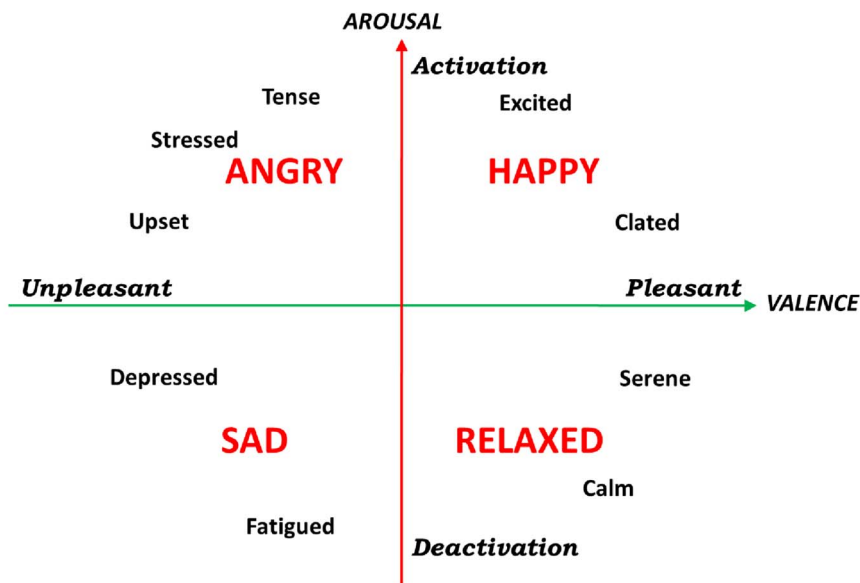 AROUSAL
Activation
Tense
Excited
Stressed
ANGRY
HAPPY
Upset
Clated
Unpleasant
Pleasant
VALENCE
Depressed
Serene
SAD
RELAXED
Calm
Fatigued
Deactivation